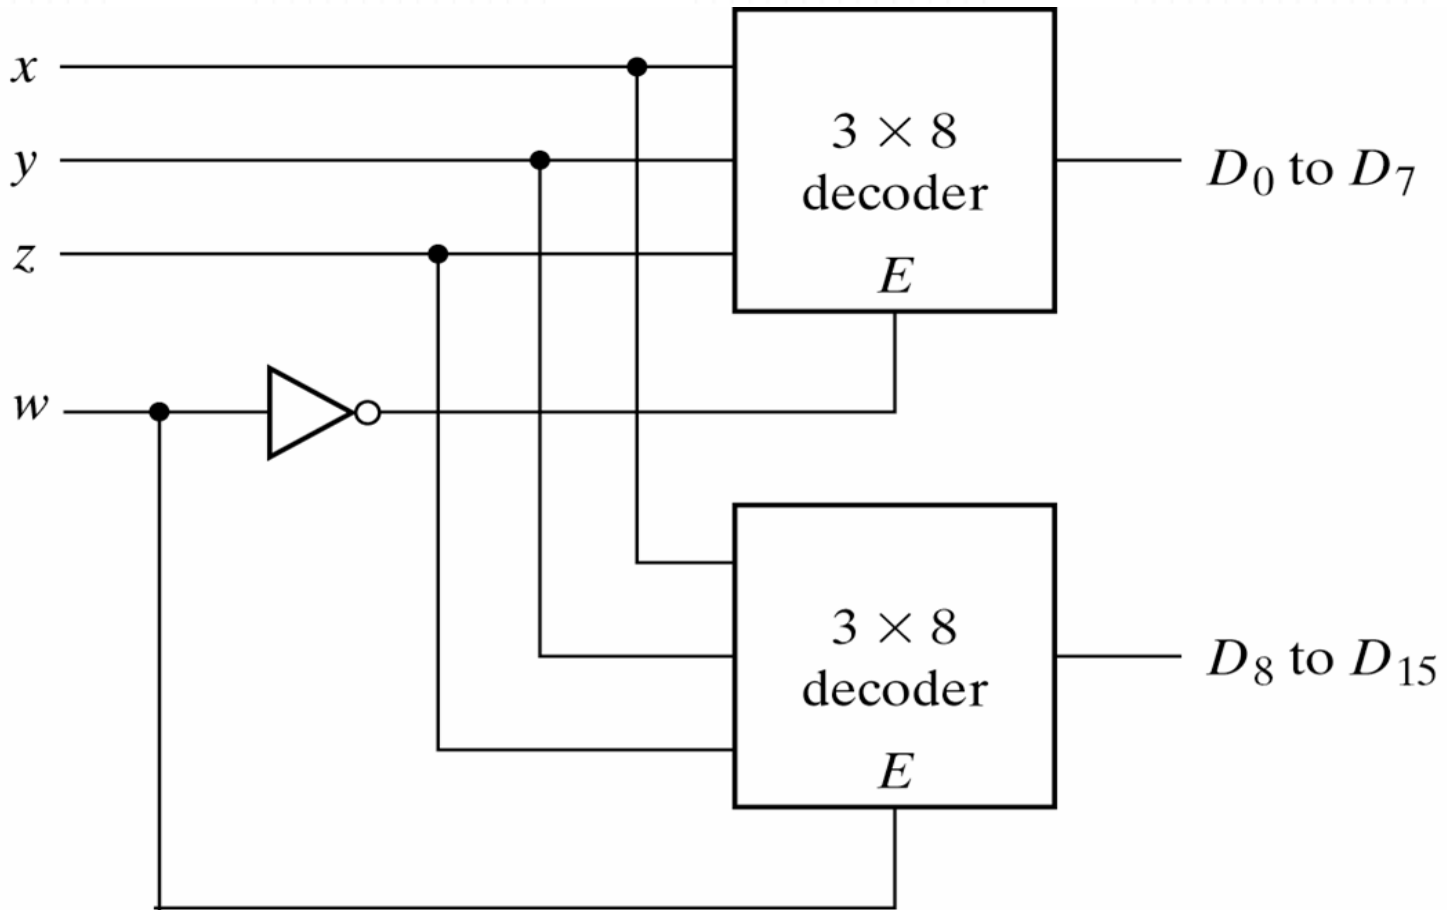 x
y
z
w
3 × 8
decoder
E
D0 to D7
3 × 8
decoder
E
D8 to D15